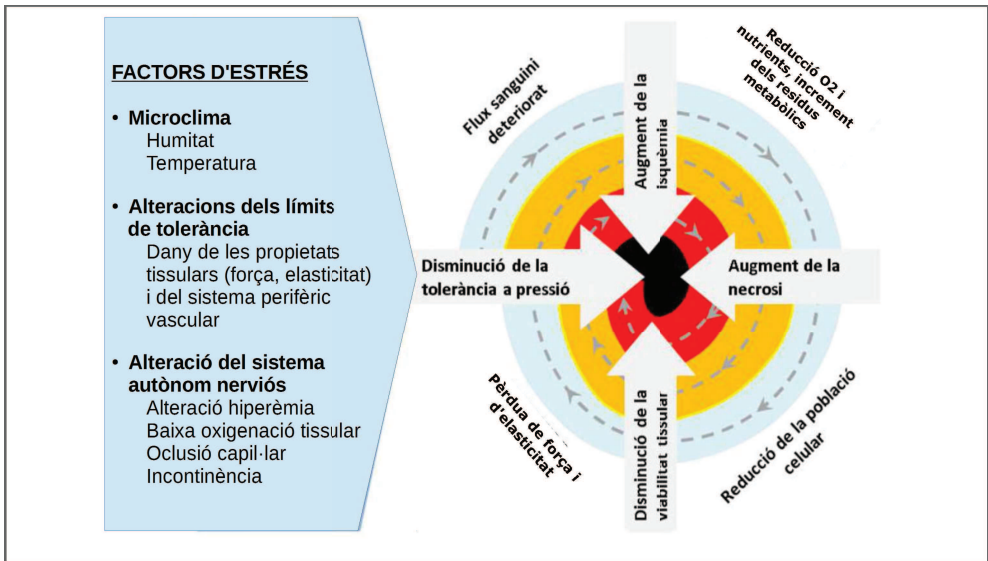 FACTORS D'ESTRÉS
• Microclima
Humitat
Temperatura
• Alteracions dels límits
de tolerància
Dany de les propietats
tissulars (força, elasticitat)
i del sistema perifèric
vascular
• Alteració del sistema
autònom nerviós
Alteració hiperèmia
Baixa oxigenació tissular
Oclusió capil·lar
Incontinència
Flux sanguini
deteriorat
Augment de la
isquèmia
Reducció O2 i
nutrients, increment
dels residus
metabòlics
Disminució de la
tolerància a pressió
Augment de la
necrosi
Pèrdua de força i
d'elasticitat
Disminució de la
viabilitat tissular
Reducció de la població
celular